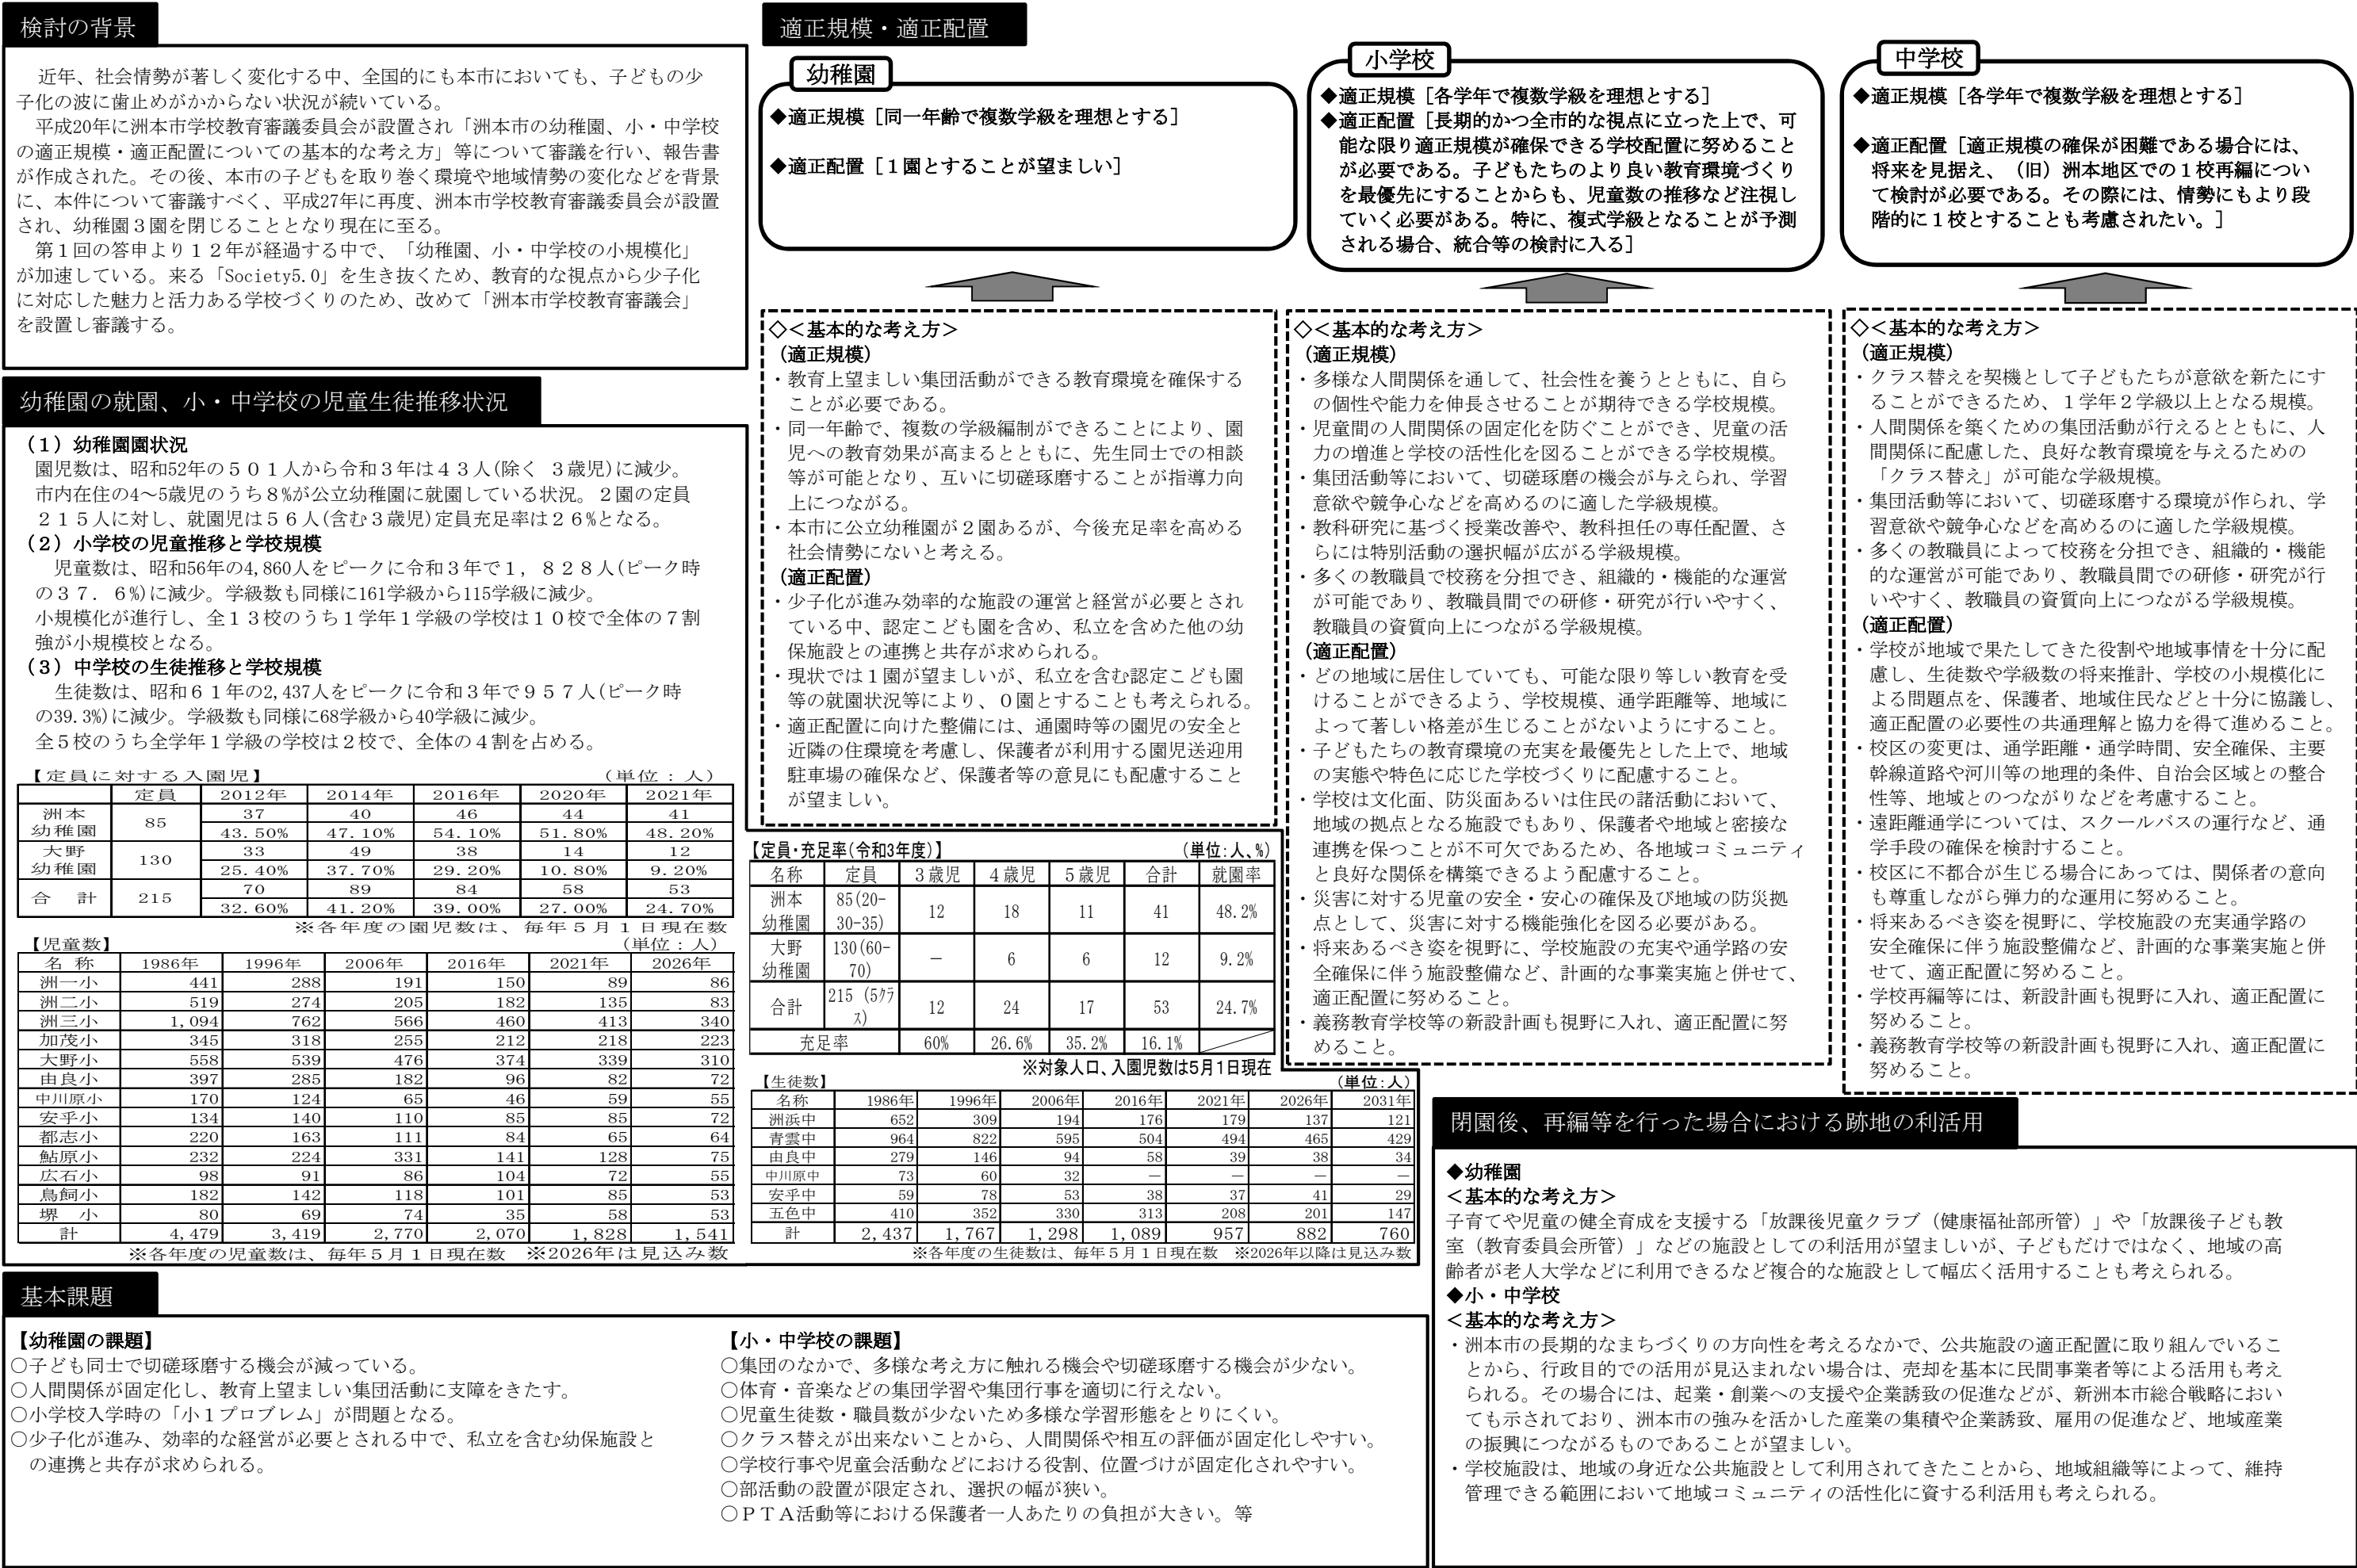 検討の背景
近年、社会情勢が著しく変化する中、全国的にも本市においても、子どもの少
子化の波に歯止めがかからない状況が続いている。
平成20年に洲本市学校教育審議委員会が設置され「洲本市の幼稚園、小・中学校
の適正規模・適正配置についての基本的な考え方」等について審議を行い、報告書
が作成された。その後、本市の子どもを取り巻く環境や地域情勢の変化などを背景
に、本件について審議すべく、平成27年に再度、洲本市学校教育審議委員会が設置
され、幼稚園３園を閉じることとなり現在に至る。
第１回の答申より１２年が経過する中で、「幼稚園、小・中学校の小規模化」
が加速している。来る「Society5.0」を生き抜くため、教育的な視点から少子化
に対応した魅力と活力ある学校づくりのため、改めて「洲本市学校教育審議会」
を設置し審議する。
幼稚園の就園、小・中学校の児童生徒推移状況
（１）幼稚園園状況
園児数は、昭和52年の５０１人から令和３年は４３人(除く ３歳児)に減少。
市内在住の4～5歳児のうち８%が公立幼稚園に就園している状況。２園の定員
２１５人に対し、就園児は５６人(含む３歳児)定員充足率は２６%となる。
（２）小学校の児童推移と学校規模
児童数は、昭和56年の4,860人をピークに令和３年で１，８２８人(ピーク時
の３７．６%)に減少。学級数も同様に161学級から115学級に減少。
小規模化が進行し、全１３校のうち１学年１学級の学校は１０校で全体の７割
強が小規模校となる。
（３）中学校の生徒推移と学校規模
生徒数は、昭和６１年の2,437人をピークに令和３年で９５７人(ピーク時
の39.3%)に減少。学級数も同様に68学級から40学級に減少。
全５校のうち全学年１学級の学校は２校で、全体の４割を占める。
【定員に対する入園児】 （単位：人）
定員 2012年 2014年 2016年 2020年 2021年
洲本幼稚園 85 37 40 46 44 41
43.50% 47.10% 54.10% 51.80% 48.20%
大野幼稚園 130 33 49 38 14 12
25.40% 37.70% 29.20% 10.80% 9.20%
合　計 215 70 89 84 58 53
32.60% 41.20% 39.00% 27.00% 24.70%
※各年度の園児数は、毎年５月１日現在数
【児童数】 （単位：人）
名 称 1986年 1996年 2006年 2016年 2021年 2026年
洲一小 441 288 191 150 89 86
洲二小 519 274 205 182 135 83
洲三小 1,094 762 566 460 413 340
加茂小 345 318 255 212 218 223
大野小 558 539 476 374 339 310
由良小 397 285 182 96 82 72
中川原小 170 124 65 46 59 55
安乎小 134 140 110 85 85 72
都志小 220 163 111 84 65 64
鮎原小 232 224 331 141 128 75
広石小 98 91 86 104 72 55
鳥飼小 182 142 118 101 85 53
堺　小 80 69 74 35 58 53
計 4,479 3,419 2,770 2,070 1,828 1,541
※各年度の児童数は、毎年５月１日現在数　※2026年は見込み数
適正規模・適正配置
幼稚園
◆適正規模［同一年齢で複数学級を理想とする］
◆適正配置［１園とすることが望ましい］
◇＜基本的な考え方＞
（適正規模）
・教育上望ましい集団活動ができる教育環境を確保する
ことが必要である。
・同一年齢で、複数の学級編制ができることにより、園
児への教育効果が高まるとともに、先生同士での相談
等が可能となり、互いに切磋琢磨することが指導力向
上につながる。
・本市に公立幼稚園が２園あるが、今後充足率を高める
社会情勢にないと考える。
（適正配置）
・少子化が進み効率的な施設の運営と経営が必要とされ
ている中、認定こども園を含め、私立を含めた他の幼
保施設との連携と共存が求められる。
・現状では１園が望ましいが、私立を含む認定こども園
等の就園状況等により、０園とすることも考えられる。
・適正配置に向けた整備には、通園時等の園児の安全と
近隣の住環境を考慮し、保護者が利用する園児送迎用
駐車場の確保など、保護者等の意見にも配慮すること
が望ましい。
【定員・充足率(令和3年度)】 （単位：人、%）
名称 定員 ３歳児 ４歳児 ５歳児 合計 就園率
洲本幼稚園 85(20-30-35) 12 18 11 41 48.2%
大野幼稚園 130(60-70) － 6 6 12 9.2%
合計 215 (5ｸﾗｽ) 12 24 17 53 24.7%
充足率 60% 26.6% 35.2% 16.1%
※対象人口、入園児数は5月1日現在
【生徒数】 （単位：人）
名称 1986年 1996年 2006年 2016年 2021年 2026年 2031年
洲浜中 652 309 194 176 179 137 121
青雲中 964 822 595 504 494 465 429
由良中 279 146 94 58 39 38 34
中川原中 73 60 32 － － － －
安乎中 59 78 53 38 37 41 29
五色中 410 352 330 313 208 201 147
計 2,437 1,767 1,298 1,089 957 882 760
※各年度の生徒数は、毎年５月１日現在数　※2026年以降は見込み数
小学校
◆適正規模［各学年で複数学級を理想とする］
◆適正配置［長期的かつ全市的な視点に立った上で、可
能な限り適正規模が確保できる学校配置に努めること
が必要である。子どもたちのより良い教育環境づくり
を最優先にすることからも、児童数の推移など注視し
ていく必要がある。特に、複式学級となることが予測
される場合、統合等の検討に入る］
◇＜基本的な考え方＞
（適正規模）
・多様な人間関係を通して、社会性を養うとともに、自ら
の個性や能力を伸長させることが期待できる学校規模。
・児童間の人間関係の固定化を防ぐことができ、児童の活
力の増進と学校の活性化を図ることができる学校規模。
・集団活動等において、切磋琢磨の機会が与えられ、学習
意欲や競争心などを高めるのに適した学級規模。
・教科研究に基づく授業改善や、教科担任の専任配置、さ
らには特別活動の選択幅が広がる学級規模。
・多くの教職員で校務を分担でき、組織的・機能的な運営
が可能であり、教職員間での研修・研究が行いやすく、
教職員の資質向上につながる学級規模。
（適正配置）
・どの地域に居住していても、可能な限り等しい教育を受
けることができるよう、学校規模、通学距離等、地域に
よって著しい格差が生じることがないようにすること。
・子どもたちの教育環境の充実を最優先とした上で、地域
の実態や特色に応じた学校づくりに配慮すること。
・学校は文化面、防災面あるいは住民の諸活動において、
地域の拠点となる施設でもあり、保護者や地域と密接な
連携を保つことが不可欠であるため、各地域コミュニティ
と良好な関係を構築できるよう配慮すること。
・災害に対する児童の安全・安心の確保及び地域の防災拠
点として、災害に対する機能強化を図る必要がある。
・将来あるべき姿を視野に、学校施設の充実や通学路の安
全確保に伴う施設整備など、計画的な事業実施と併せて、
適正配置に努めること。
・義務教育学校等の新設計画も視野に入れ、適正配置に努
めること。
中学校
◆適正規模［各学年で複数学級を理想とする］
◆適正配置［適正規模の確保が困難である場合には、
将来を見据え、（旧）洲本地区での１校再編につい
て検討が必要である。その際には、情勢にもより段
階的に１校とすることも考慮されたい。］
◇＜基本的な考え方＞
（適正規模）
・クラス替えを契機として子どもたちが意欲を新たにす
ることができるため、１学年２学級以上となる規模。
・人間関係を築くための集団活動が行えるとともに、人
間関係に配慮した、良好な教育環境を与えるための
「クラス替え」が可能な学級規模。
・集団活動等において、切磋琢磨する環境が作られ、学
習意欲や競争心などを高めるのに適した学級規模。
・多くの教職員によって校務を分担でき、組織的・機能
的な運営が可能であり、教職員間での研修・研究が行
いやすく、教職員の資質向上につながる学級規模。
（適正配置）
・学校が地域で果たしてきた役割や地域事情を十分に配
慮し、生徒数や学級数の将来推計、学校の小規模化に
よる問題点を、保護者、地域住民などと十分に協議し、
適正配置の必要性の共通理解と協力を得て進めること。
・校区の変更は、通学距離・通学時間、安全確保、主要
幹線道路や河川等の地理的条件、自治会区域との整合
性等、地域とのつながりなどを考慮すること。
・遠距離通学については、スクールバスの運行など、通
学手段の確保を検討すること。
・校区に不都合が生じる場合にあっては、関係者の意向
も尊重しながら弾力的な運用に努めること。
・将来あるべき姿を視野に、学校施設の充実通学路の
安全確保に伴う施設整備など、計画的な事業実施と併
せて、適正配置に努めること。
・学校再編等には、新設計画も視野に入れ、適正配置に
努めること。
・義務教育学校等の新設計画も視野に入れ、適正配置に
努めること。
基本課題
【幼稚園の課題】
○子ども同士で切磋琢磨する機会が減っている。
○人間関係が固定化し、教育上望ましい集団活動に支障をきたす。
○小学校入学時の「小１プロブレム」が問題となる。
○少子化が進み、効率的な経営が必要とされる中で、私立を含む幼保施設と
の連携と共存が求められる。
【小・中学校の課題】
○集団のなかで、多様な考え方に触れる機会や切磋琢磨する機会が少ない。
○体育・音楽などの集団学習や集団行事を適切に行えない。
○児童生徒数・職員数が少ないため多様な学習形態をとりにくい。
○クラス替えが出来ないことから、人間関係や相互の評価が固定化しやすい。
○学校行事や児童会活動などにおける役割、位置づけが固定化されやすい。
○部活動の設置が限定され、選択の幅が狭い。
○ＰＴＡ活動等における保護者一人あたりの負担が大きい。等
閉園後、再編等を行った場合における跡地の利活用
◆幼稚園
＜基本的な考え方＞
子育てや児童の健全育成を支援する「放課後児童クラブ（健康福祉部所管）」や「放課後子ども教
室（教育委員会所管）」などの施設としての利活用が望ましいが、子どもだけではなく、地域の高
齢者が老人大学などに利用できるなど複合的な施設として幅広く活用することも考えられる。
◆小・中学校
＜基本的な考え方＞
・洲本市の長期的なまちづくりの方向性を考えるなかで、公共施設の適正配置に取り組んでいるこ
とから、行政目的での活用が見込まれない場合は、売却を基本に民間事業者等による活用も考え
られる。その場合には、起業・創業への支援や企業誘致の促進などが、新洲本市総合戦略におい
ても示されており、洲本市の強みを活かした産業の集積や企業誘致、雇用の促進など、地域産業
の振興につながるものであることが望ましい。
・学校施設は、地域の身近な公共施設として利用されてきたことから、地域組織等によって、維持
管理できる範囲において地域コミュニティの活性化に資する利活用も考えられる。